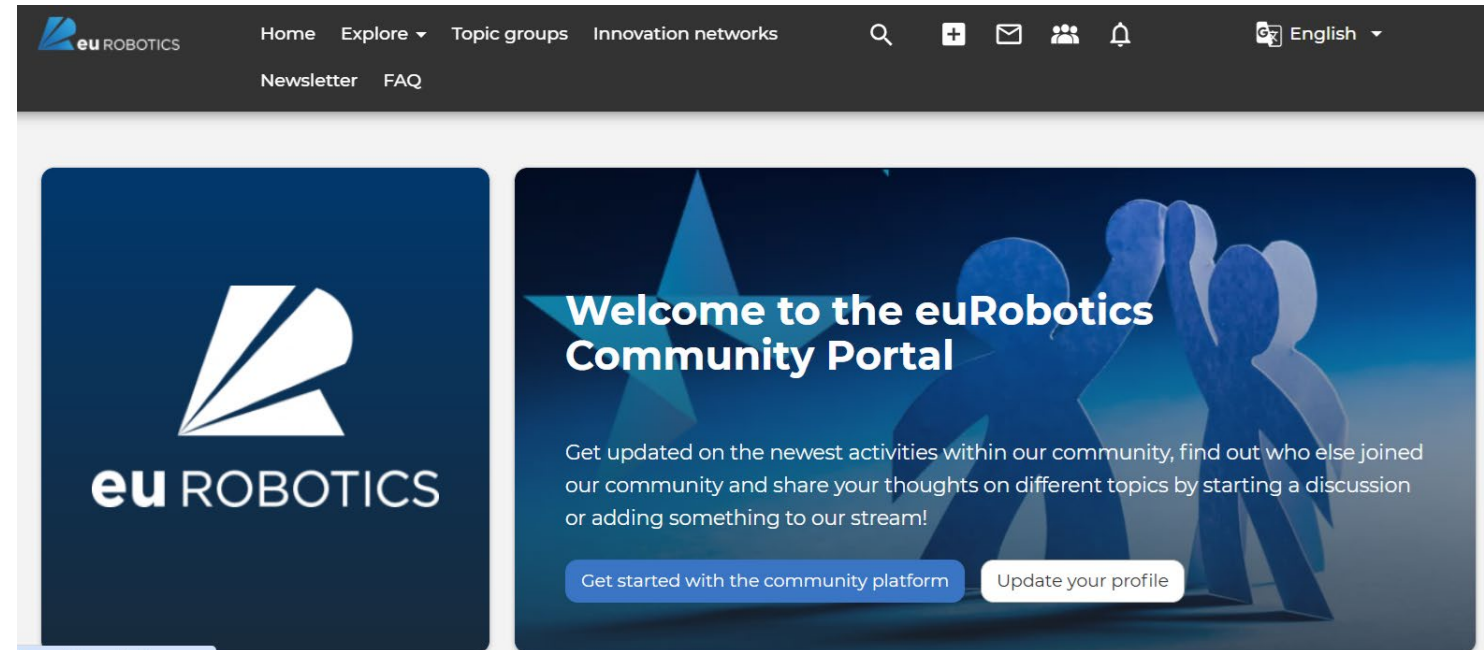 eu ROBOTICS
Home Explore Topic groups Innovation networks
English
Newsletter FAQ
eu ROBOTICS
Welcome to the euRobotics
Community Portal
Get updated on the newest activities within our community, find out who else joined
our community and share your thoughts on different topics by starting a discussion
or adding something to our stream!
Get started with the community platform
Update your profile